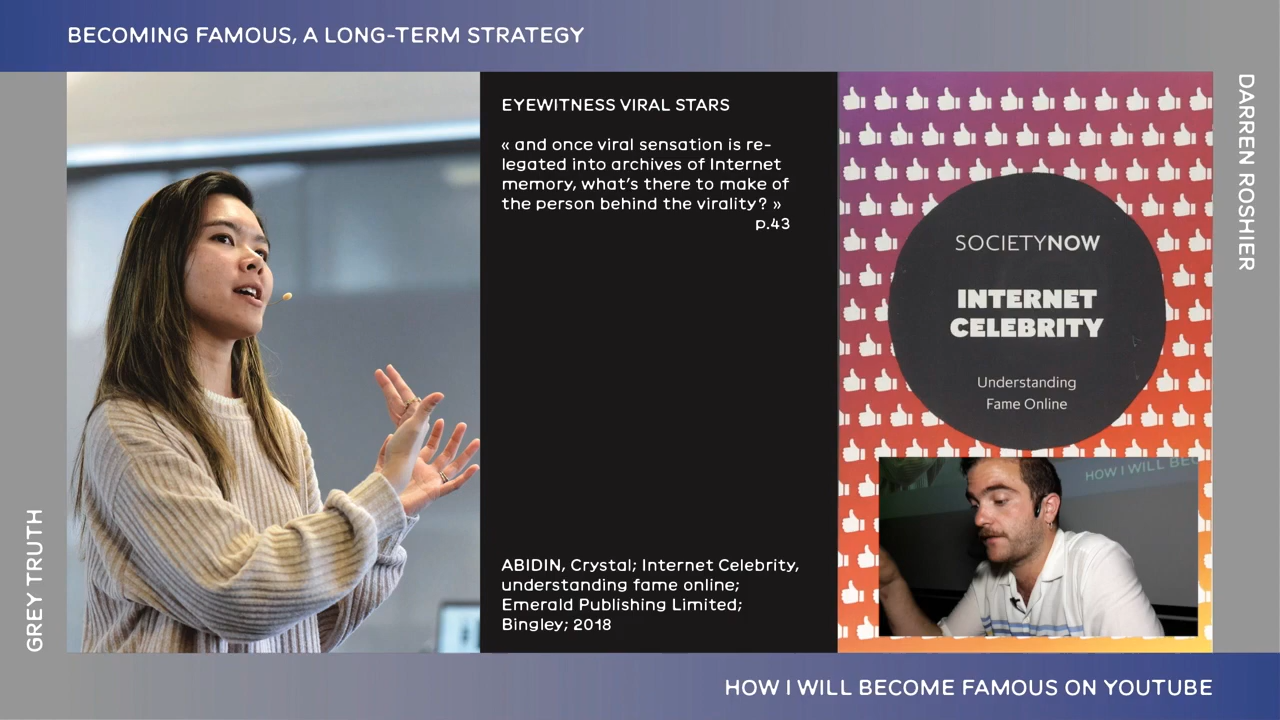 BECOMING FAMOUS, A LONG-TERM STRATEGY
EYEWITNESS VIRAL STARS
« and once viral sensation is re-
legated into archives of Internet
memory, what's there to make of
the person behind the virality? »
p.43
ABIDIN, Crystal; Internet Celebrity,
understanding fame online;
Emerald Publishing Limited;
Bingley; 2018
SOCIETYNOW
INTERNET
CELEBRITY
Understanding
Fame Online
HOW I WILL BEC
DARREN ROSHIER
GREY TRUTH
HOW I WILL BECOME FAMOUS ON YOUTUBE